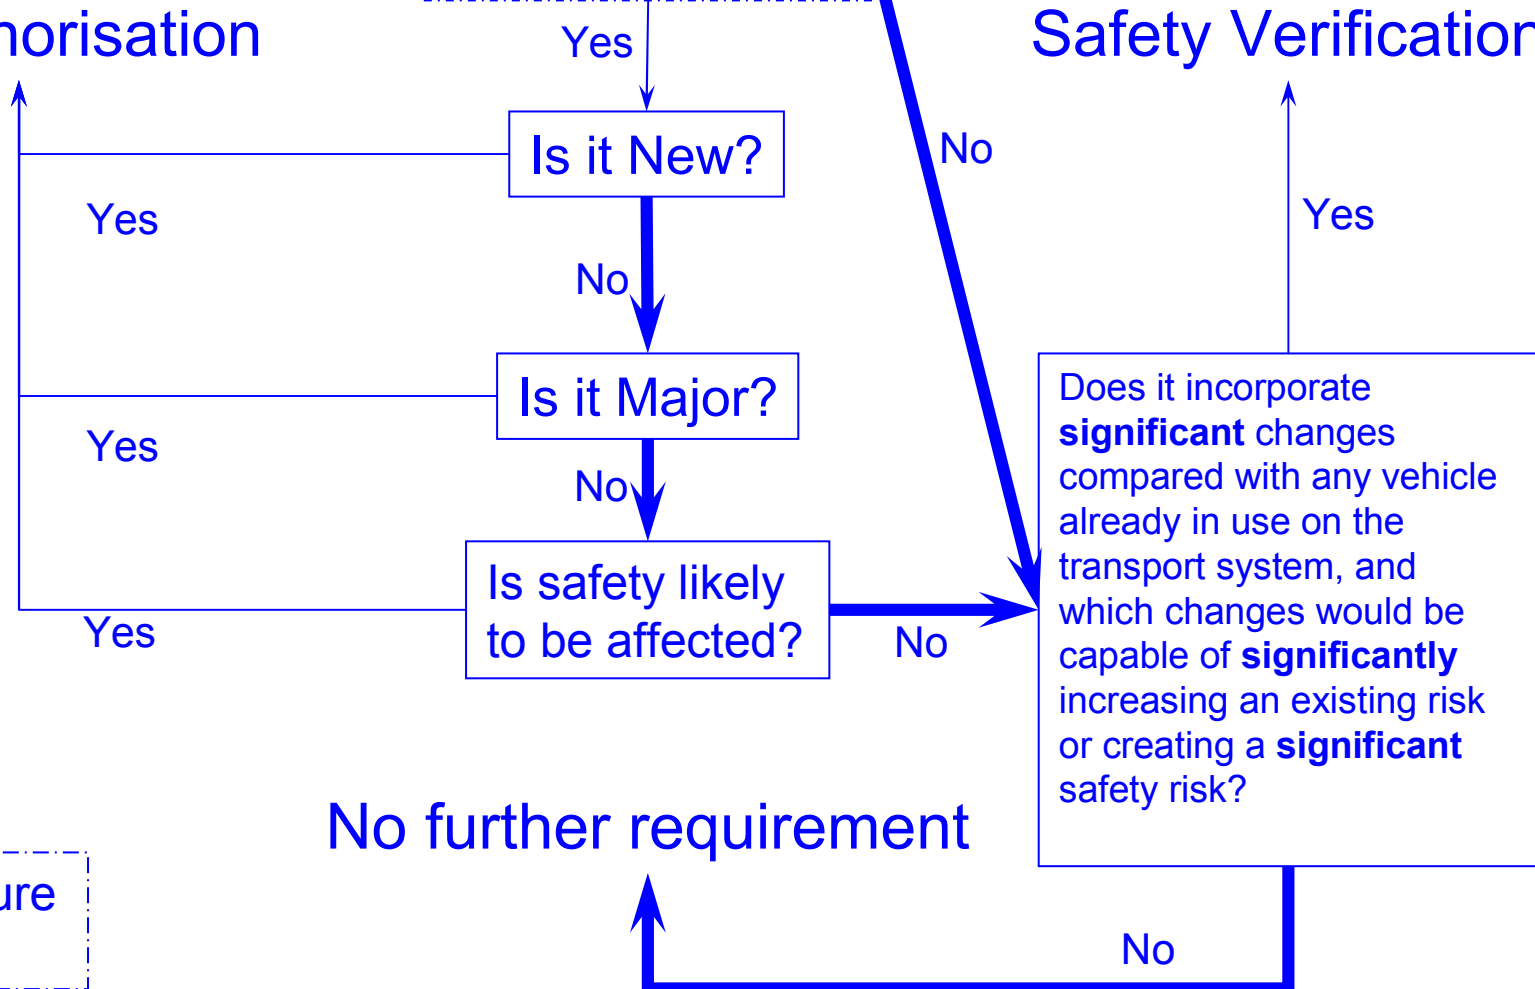 horisation
Yes
Safety Verification
Is it New?
No
Yes
Yes
No
Is it Major?
Yes
No
Does it incorporate
significant changes
compared with any vehicle
already in use on the
transport system, and
which changes would be
capable of significantly
increasing an existing risk
or creating a significant
safety risk?
Is safety likely
to be affected?
Yes
No
No further requirement
ure
No